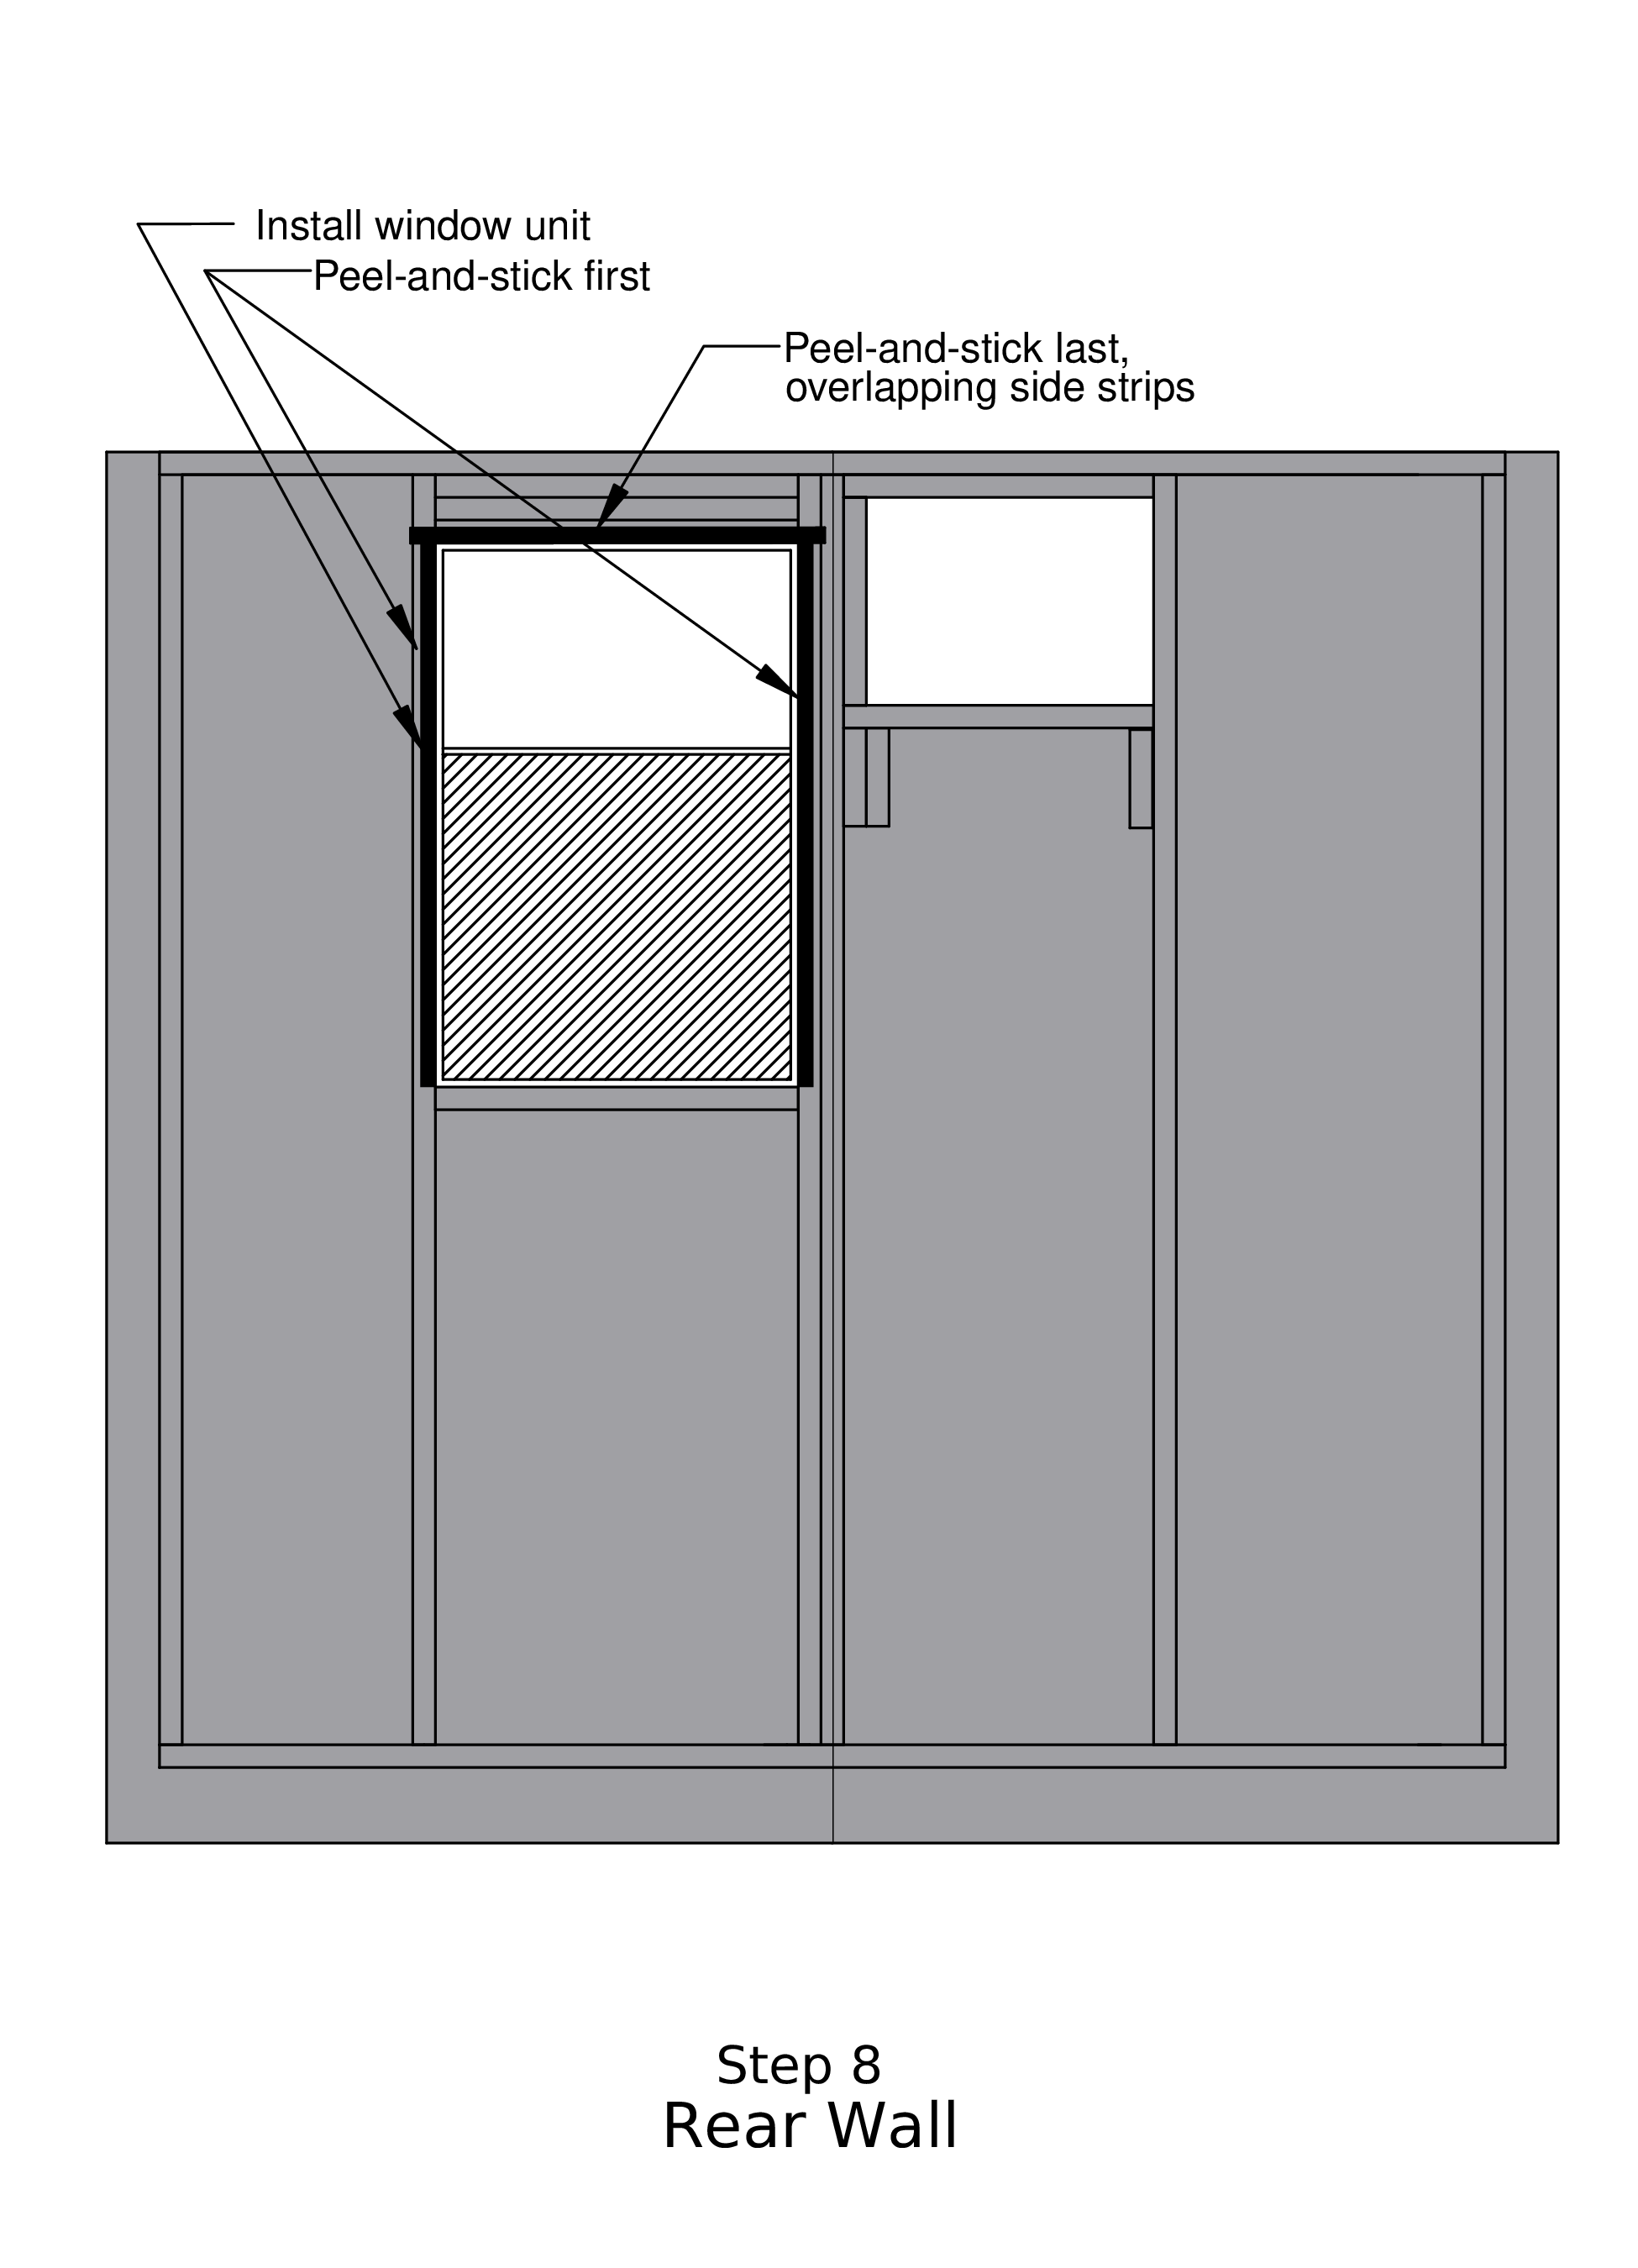 Install window unit
Peel-and-stick first
Peel-and-stick last,
overlapping side strips
Step 8
Rear Wall